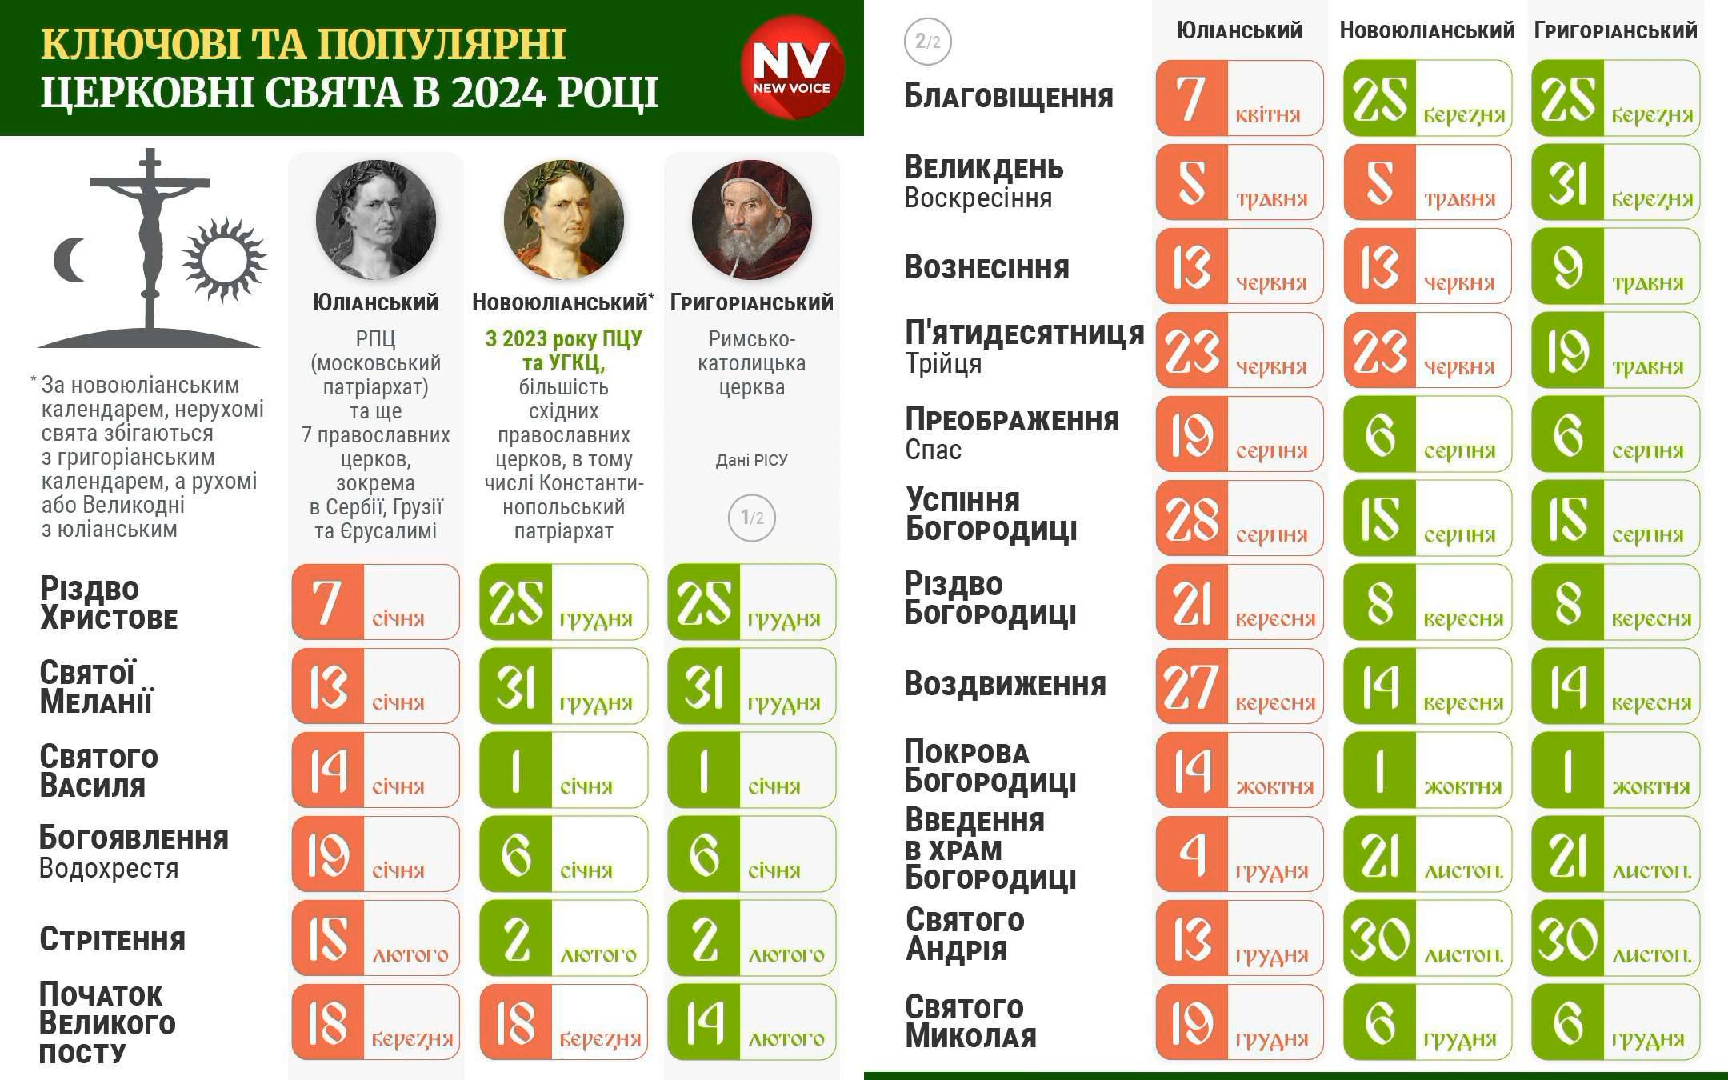 КЛЮЧОВІ ТА ПОПУЛЯРНІ
ЦЕРКОВНІ СВЯТА В 2024 РОЦІ
NV
NEW VOICE
* За новоюліанським
календарем, нерухомі
свята збігаються
з григоріанським
календарем, а рухомі
або Великодні
з юліанським
Юліанський
РПЦ
(московський
патріархат)
та ще
7 православних
церков,
зокрема
в Сербії, Грузії
та Єрусалимі
Новоюліанський*
З 2023 року ПЦУ
та УГКЦ,
більшість
східних
православних
церков, в тому
числі Константи-
нопольський
патріархат
Григоріанський
Римсько-
католицька
церква
Дані РІСУ
1/2
Різдво
Христове
7 січня 25 грудня 25 грудня
Святої
Меланії
13 січня 31 грудня 31 грудня
Святого
Василя
14 січня 1 січня 1 січня
Богоявлення
Водохрестя
19 січня 6 січня 6 січня
Стрітення
15 лютого 2 лютого 2 лютого
Початок
Великого
посту
18 березня 18 березня 14 лютого
2/2
Юліанський Новоюліанський Григоріанський
Благовіщення
7 квітня 25 березня 25 березня
Великдень
Воскресіння
5 травня 5 травня 31 березня
Вознесіння
13 червня 13 червня 9 травня
П'ятидесятниця
Трійця
23 червня 23 червня 19 травня
Преображення
Спас
19 серпня 6 серпня 6 серпня
Успіння
Богородиці
28 серпня 15 серпня 15 серпня
Різдво
Богородиці
21 вересня 8 вересня 8 вересня
Воздвиження
27 вересня 14 вересня 14 вересня
Покрова
Богородиці
14 жовтня 1 жовтня 1 жовтня
Введення
в храм
Богородиці
4 грудня 21 листоп. 21 листоп.
Святого
Андрія
13 грудня 30 листоп. 30 листоп.
Святого
Миколая
19 грудня 6 грудня 6 грудня